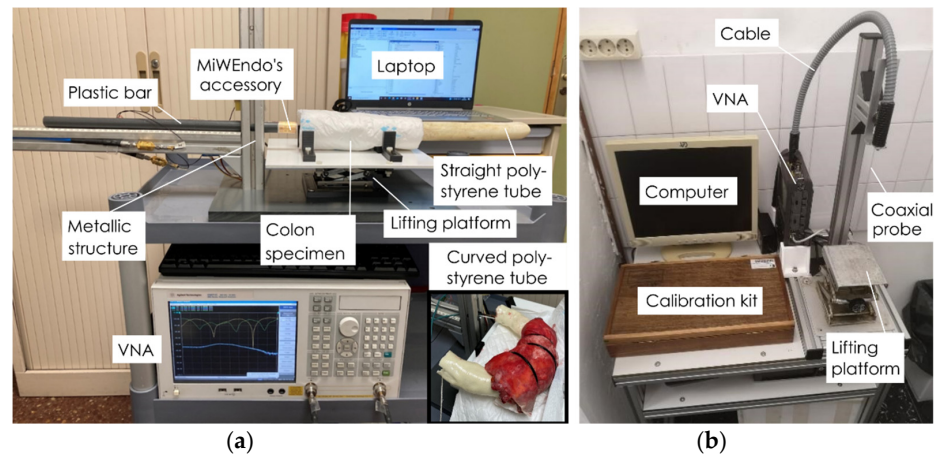 Laptop
MiWEndo's
accessory
Plastic bar
Straight poly-
styrene tube
Metallic
structure
Colon
specimen
Lifting platform
Curved poly-
styrene tube
VNA
(a)
Cable
VNA
Computer
Coaxial
probe
Calibration kit
Lifting
platform
(b)